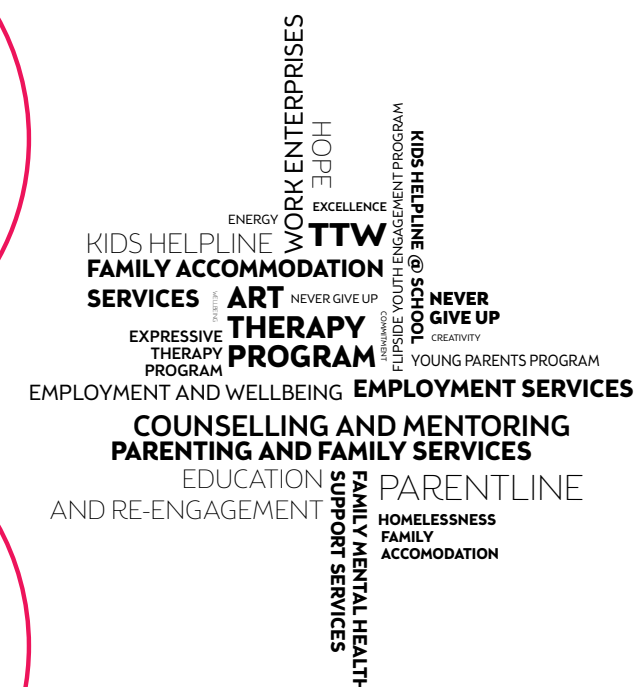 WORK ENTERPRISES
HOPE
EXCELLENCE
ENERGY
KIDS HELPLINE
TTW
FLIPSIDE YOUTH ENGAGEMENT PROGRAM
KIDS HELPLINE @ SCHOOL
FAMILY ACCOMMODATION
SERVICES
WELLBEING
ART
THERAPY
PROGRAM
NEVER GIVE UP
COMMITMENT
NEVER
GIVE UP
CREATIVITY
EXPRESSIVE
THERAPY
PROGRAM
YOUNG PARENTS PROGRAM
EMPLOYMENT AND WELLBEING
EMPLOYMENT SERVICES
COUNSELLING AND MENTORING
PARENTING AND FAMILY SERVICES
EDUCATION
AND RE-ENGAGEMENT
FAMILY MENTAL HEALTH
SUPPORT SERVICES
PARENTLINE
HOMELESSNESS
FAMILY
ACCOMODATION